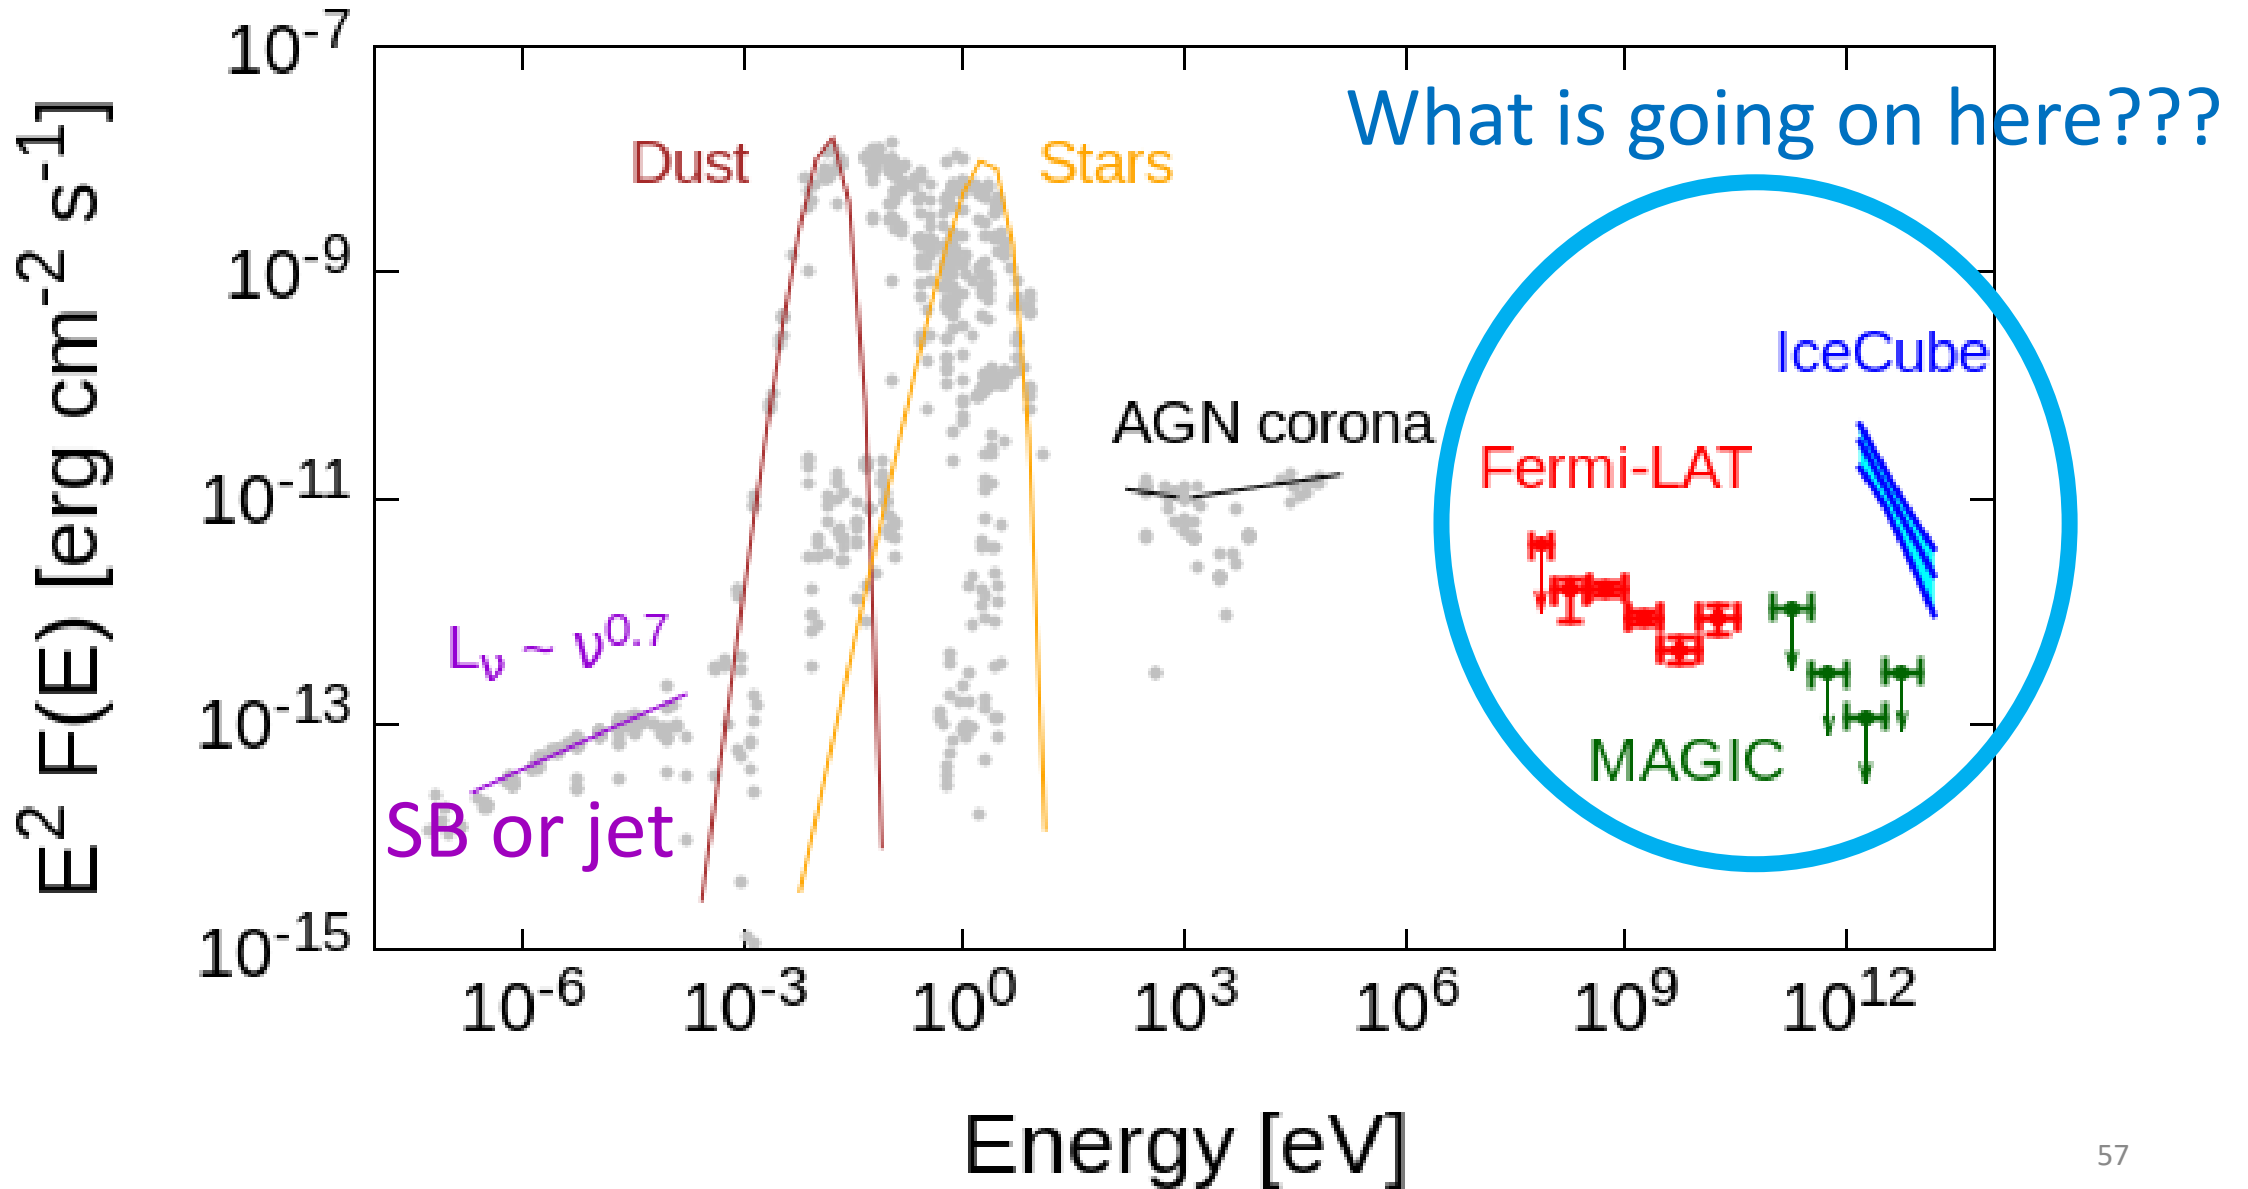 10⁻⁷
What is going on here???
Dust
Stars
10⁻⁹
IceCube
AGN corona
Fermi-LAT
10⁻¹¹
Lν ~ ν⁰·⁷
10⁻¹³
MAGIC
SB or jet
10⁻¹⁵
E² F(E) [erg cm⁻² s⁻¹]
10⁻⁶ 10⁻³ 10⁰ 10³ 10⁶ 10⁹ 10¹²
Energy [eV]
57